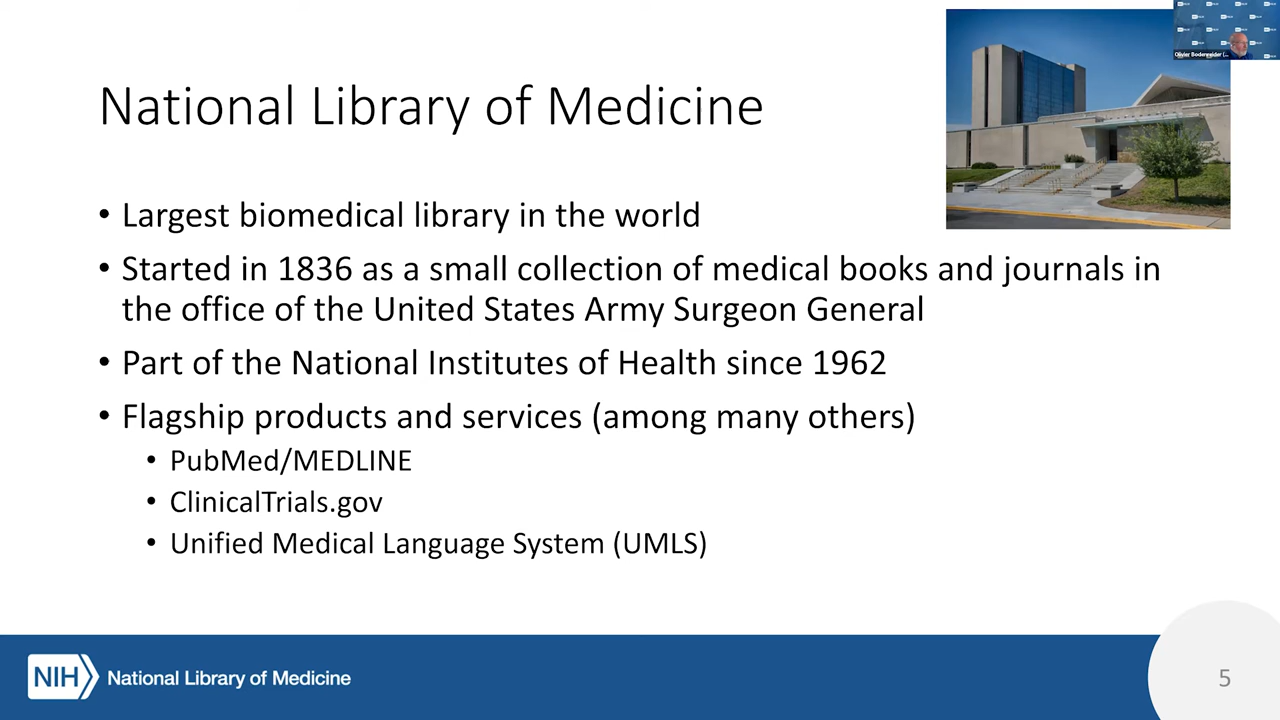 National Library of Medicine
• Largest biomedical library in the world
• Started in 1836 as a small collection of medical books and journals in
the office of the United States Army Surgeon General
• Part of the National Institutes of Health since 1962
• Flagship products and services (among many others)
• PubMed/MEDLINE
• ClinicalTrials.gov
• Unified Medical Language System (UMLS)
Olivier Bodenreider (...
NIH National Library of Medicine
5